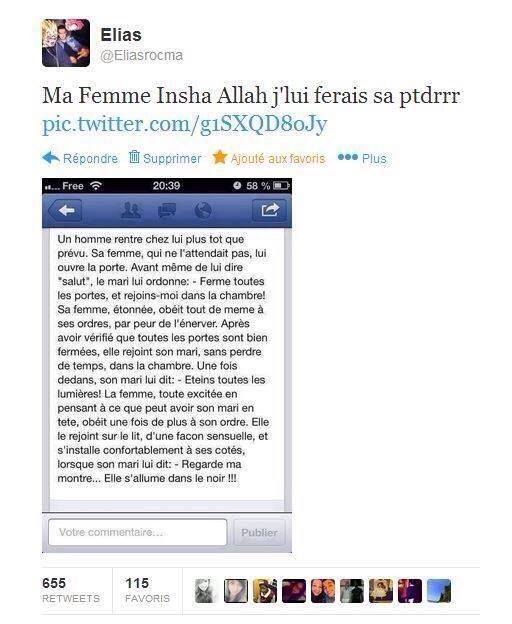 Elias
@Eliasrocma
Ma Femme Insha Allah j'lui ferais sa ptdrrr
pic.twitter.com/g1SXQD8oJy
Répondre Supprimer Ajouté aux favoris Plus
Free 20:39 58 %
Un homme rentre chez lui plus tot que
prévu. Sa femme, qui ne l'attendait pas, lui
ouvre la porte. Avant même de lui dire
"salut", le mari lui ordonne: - Ferme toutes
les portes, et rejoins-moi dans la chambre!
Sa femme, étonnée, obéit tout de meme à
ses ordres, par peur de l'énerver. Après
avoir vérifié que toutes les portes sont bien
fermées, elle rejoint son mari, sans perdre
de temps, dans la chambre. Une fois
dedans, son mari lui dit: - Eteins toutes les
lumières! La femme, toute excitée en
pensant à ce que peut avoir son mari en
tete, obéit une fois de plus à son ordre. Elle
le rejoint sur le lit, d'une facon sensuelle, et
s'installe confortablement à ses cotés,
lorsque son mari lui dit: - Regarde ma
montre... Elle s'allume dans le noir !!!
Votre commentaire... Publier
655 115
RETWEETS FAVORIS